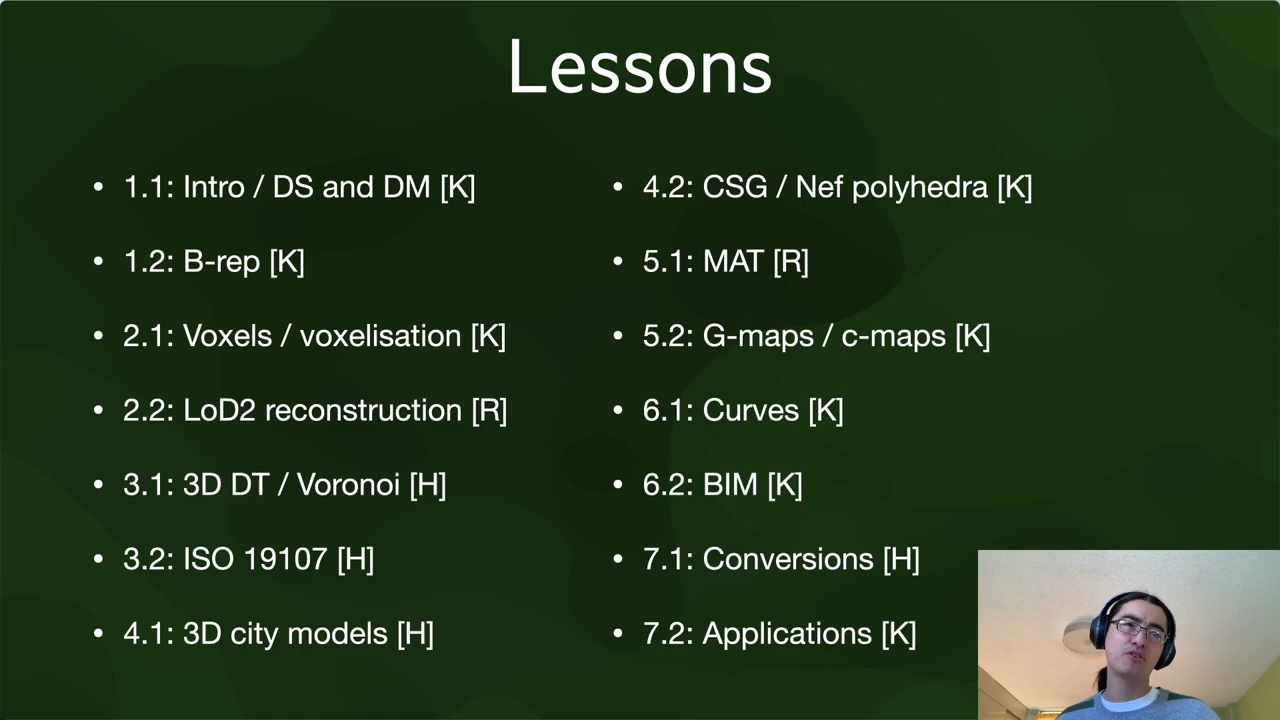 Lessons
• 1.1: Intro / DS and DM [K]
• 1.2: B-rep [K]
• 2.1: Voxels / voxelisation [K]
• 2.2: LoD2 reconstruction [R]
• 3.1: 3D DT / Voronoi [H]
• 3.2: ISO 19107 [H]
• 4.1: 3D city models [H]
• 4.2: CSG / Nef polyhedra [K]
• 5.1: MAT [R]
• 5.2: G-maps / c-maps [K]
• 6.1: Curves [K]
• 6.2: BIM [K]
• 7.1: Conversions [H]
• 7.2: Applications [K]